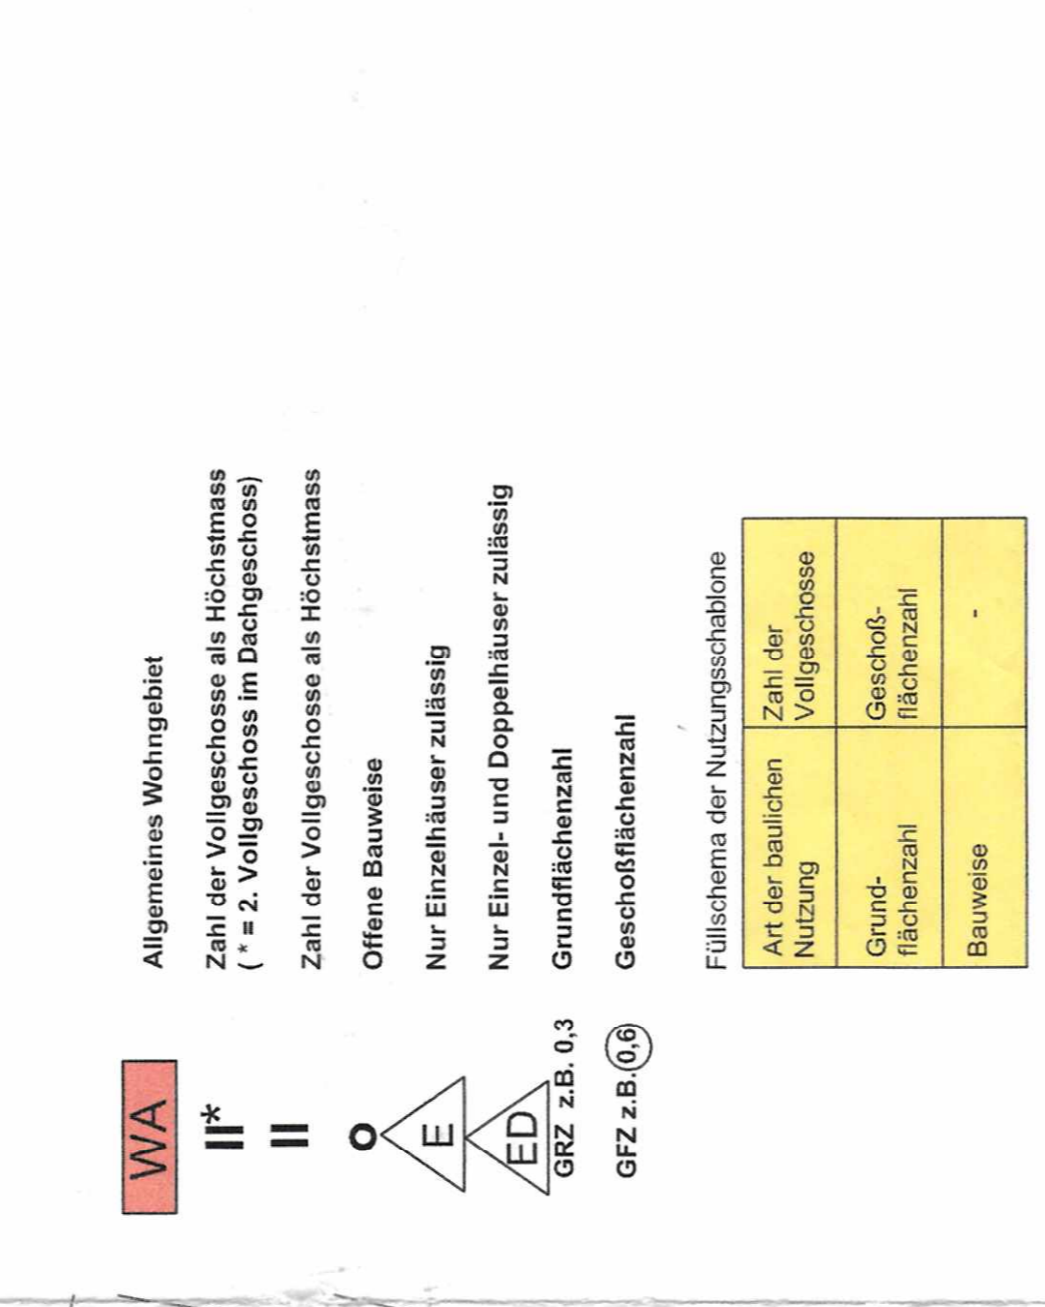 WA Allgemeines Wohngebiet
II* Zahl der Vollgeschosse als Höchstmass
( * = 2. Vollgeschoss im Dachgeschoss)
II Zahl der Vollgeschosse als Höchstmass
o Offene Bauweise
E Nur Einzelhäuser zulässig
ED Nur Einzel- und Doppelhäuser zulässig
GRZ z.B. 0,3 Grundflächenzahl
GFZ z.B. 0,6 Geschoßflächenzahl
Füllschema der Nutzungsschablone
Art der baulichen Zahl der
Nutzung Vollgeschosse
Grund- Geschoß-
flächenzahl flächenzahl
Bauweise -